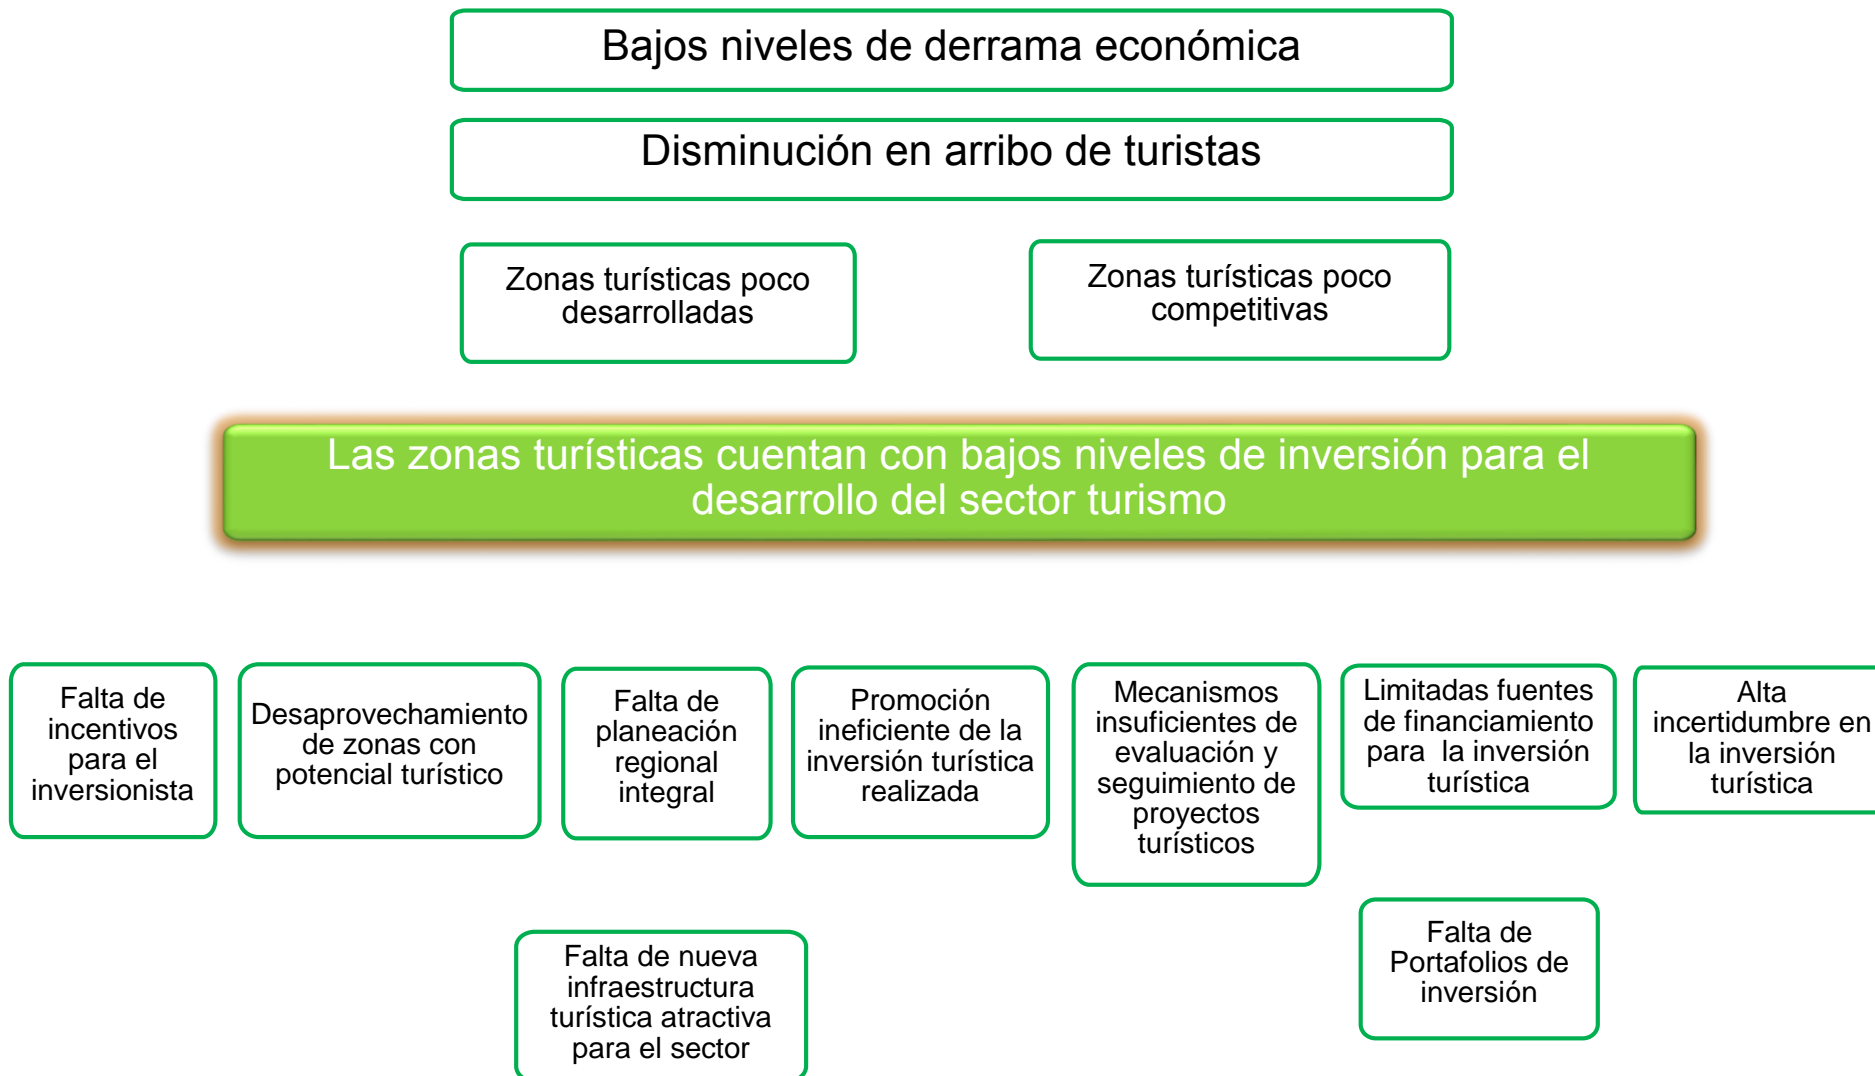 Bajos niveles de derrama económica
Disminución en arribo de turistas
Zonas turísticas poco
desarrolladas
Zonas turísticas poco
competitivas
Las zonas turísticas cuentan con bajos niveles de inversión para el
desarrollo del sector turismo
Falta de
incentivos
para el
inversionista
Desaprovechamiento
de zonas con
potencial turístico
Falta de
planeación
regional
integral
Promoción
ineficiente de la
inversión turística
realizada
Mecanismos
insuficientes de
evaluación y
seguimiento de
proyectos
turísticos
Limitadas fuentes
de financiamiento
para  la inversión
turística
Alta
incertidumbre en
la inversión
turística
Falta de nueva
infraestructura
turística atractiva
para el sector
Falta de
Portafolios de
inversión